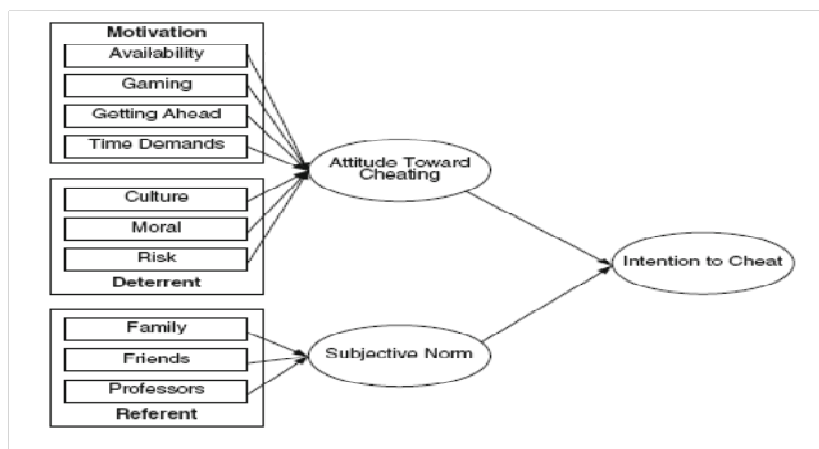 Motivation
Availability
Gaming
Getting Ahead
Time Demands
Culture
Moral
Risk
Deterrent
Family
Friends
Professors
Referent
Attitude Toward
Cheating
Subjective Norm
Intention to Cheat